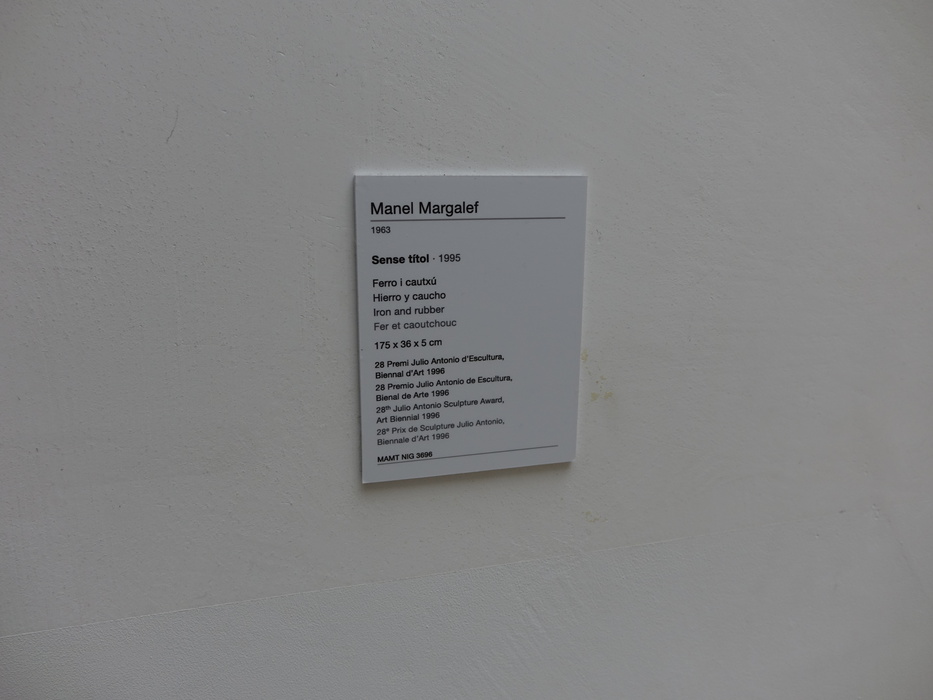 Manel Margalef
1963
Sense títol · 1995
Ferro i cautxú
Hierro y caucho
Iron and rubber
Fer et caoutchouc
175 x 36 x 5 cm
28 Premi Julio Antonio d'Escultura,
Biennal d'Art 1996
28 Premio Julio Antonio de Escultura,
Bienal de Arte 1996
28th Julio Antonio Sculpture Award,
Art Biennial 1996
28e Prix de Sculpture Julio Antonio,
Biennale d'Art 1996
MAMT NIG 3696